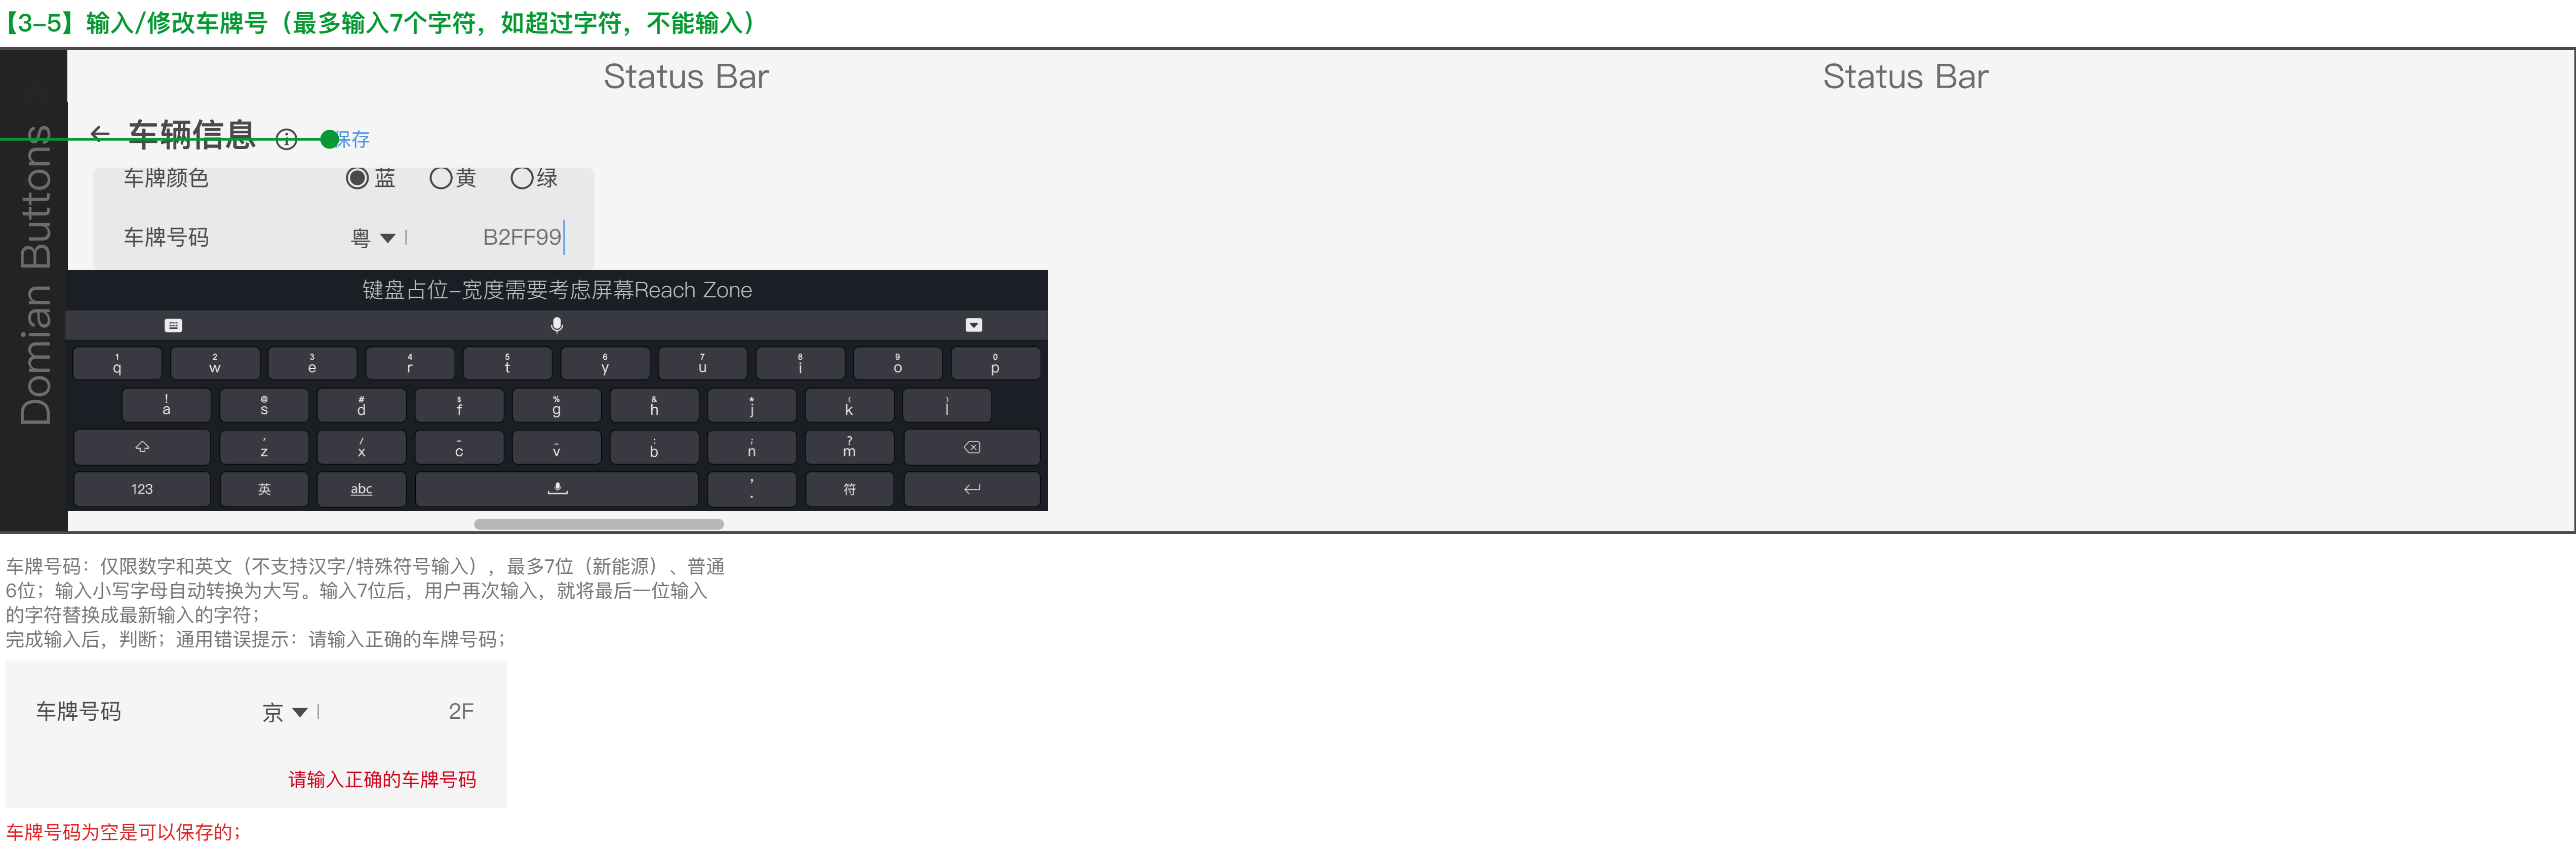 【3-5】输入/修改车牌号（最多输入7个字符，如超过字符，不能输入）
Status Bar
Status Bar
Domian Buttons
车辆信息
保存
车牌颜色 蓝 黄 绿
车牌号码 粤 B2FF99
键盘占位-宽度需要考虑屏幕Reach Zone
1 2 3 4 5 6 7 8 9 0
q w e r t y u i o p
! @ # $ % & * ( )
a s d f g h j k l
' / - _ : ; ?
z x c v b n m
123 英 abc , . 符
车牌号码：仅限数字和英文（不支持汉字/特殊符号输入），最多7位（新能源）、普通
6位；输入小写字母自动转换为大写。输入7位后，用户再次输入，就将最后一位输入
的字符替换成最新输入的字符；
完成输入后，判断；通用错误提示：请输入正确的车牌号码；
车牌号码 京 2F
请输入正确的车牌号码
车牌号码为空是可以保存的；